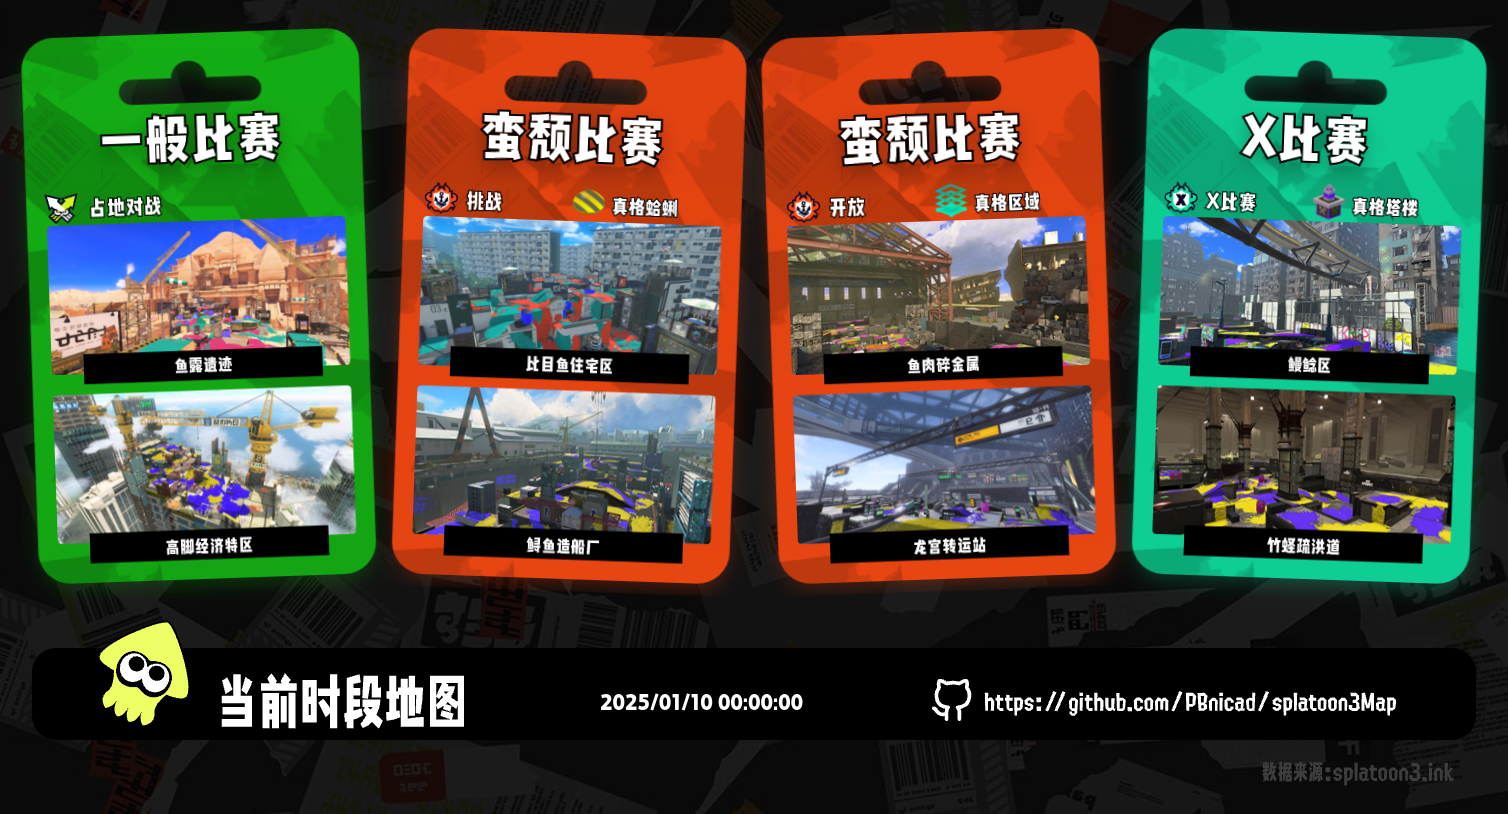 一般比赛
占地对战
鱼露遗迹
高脚经济特区
蛮颓比赛
挑战
真格蛤蜊
比目鱼住宅区
鲟鱼造船厂
蛮颓比赛
开放
真格区域
鱼肉碎金属
龙宫转运站
X比赛
X比赛
真格塔楼
鳗鲶区
竹蛏疏洪道
当前时段地图
2025/01/10 00:00:00
https://github.com/PBnicad/splatoon3Map
数据来源:splatoon3.ink